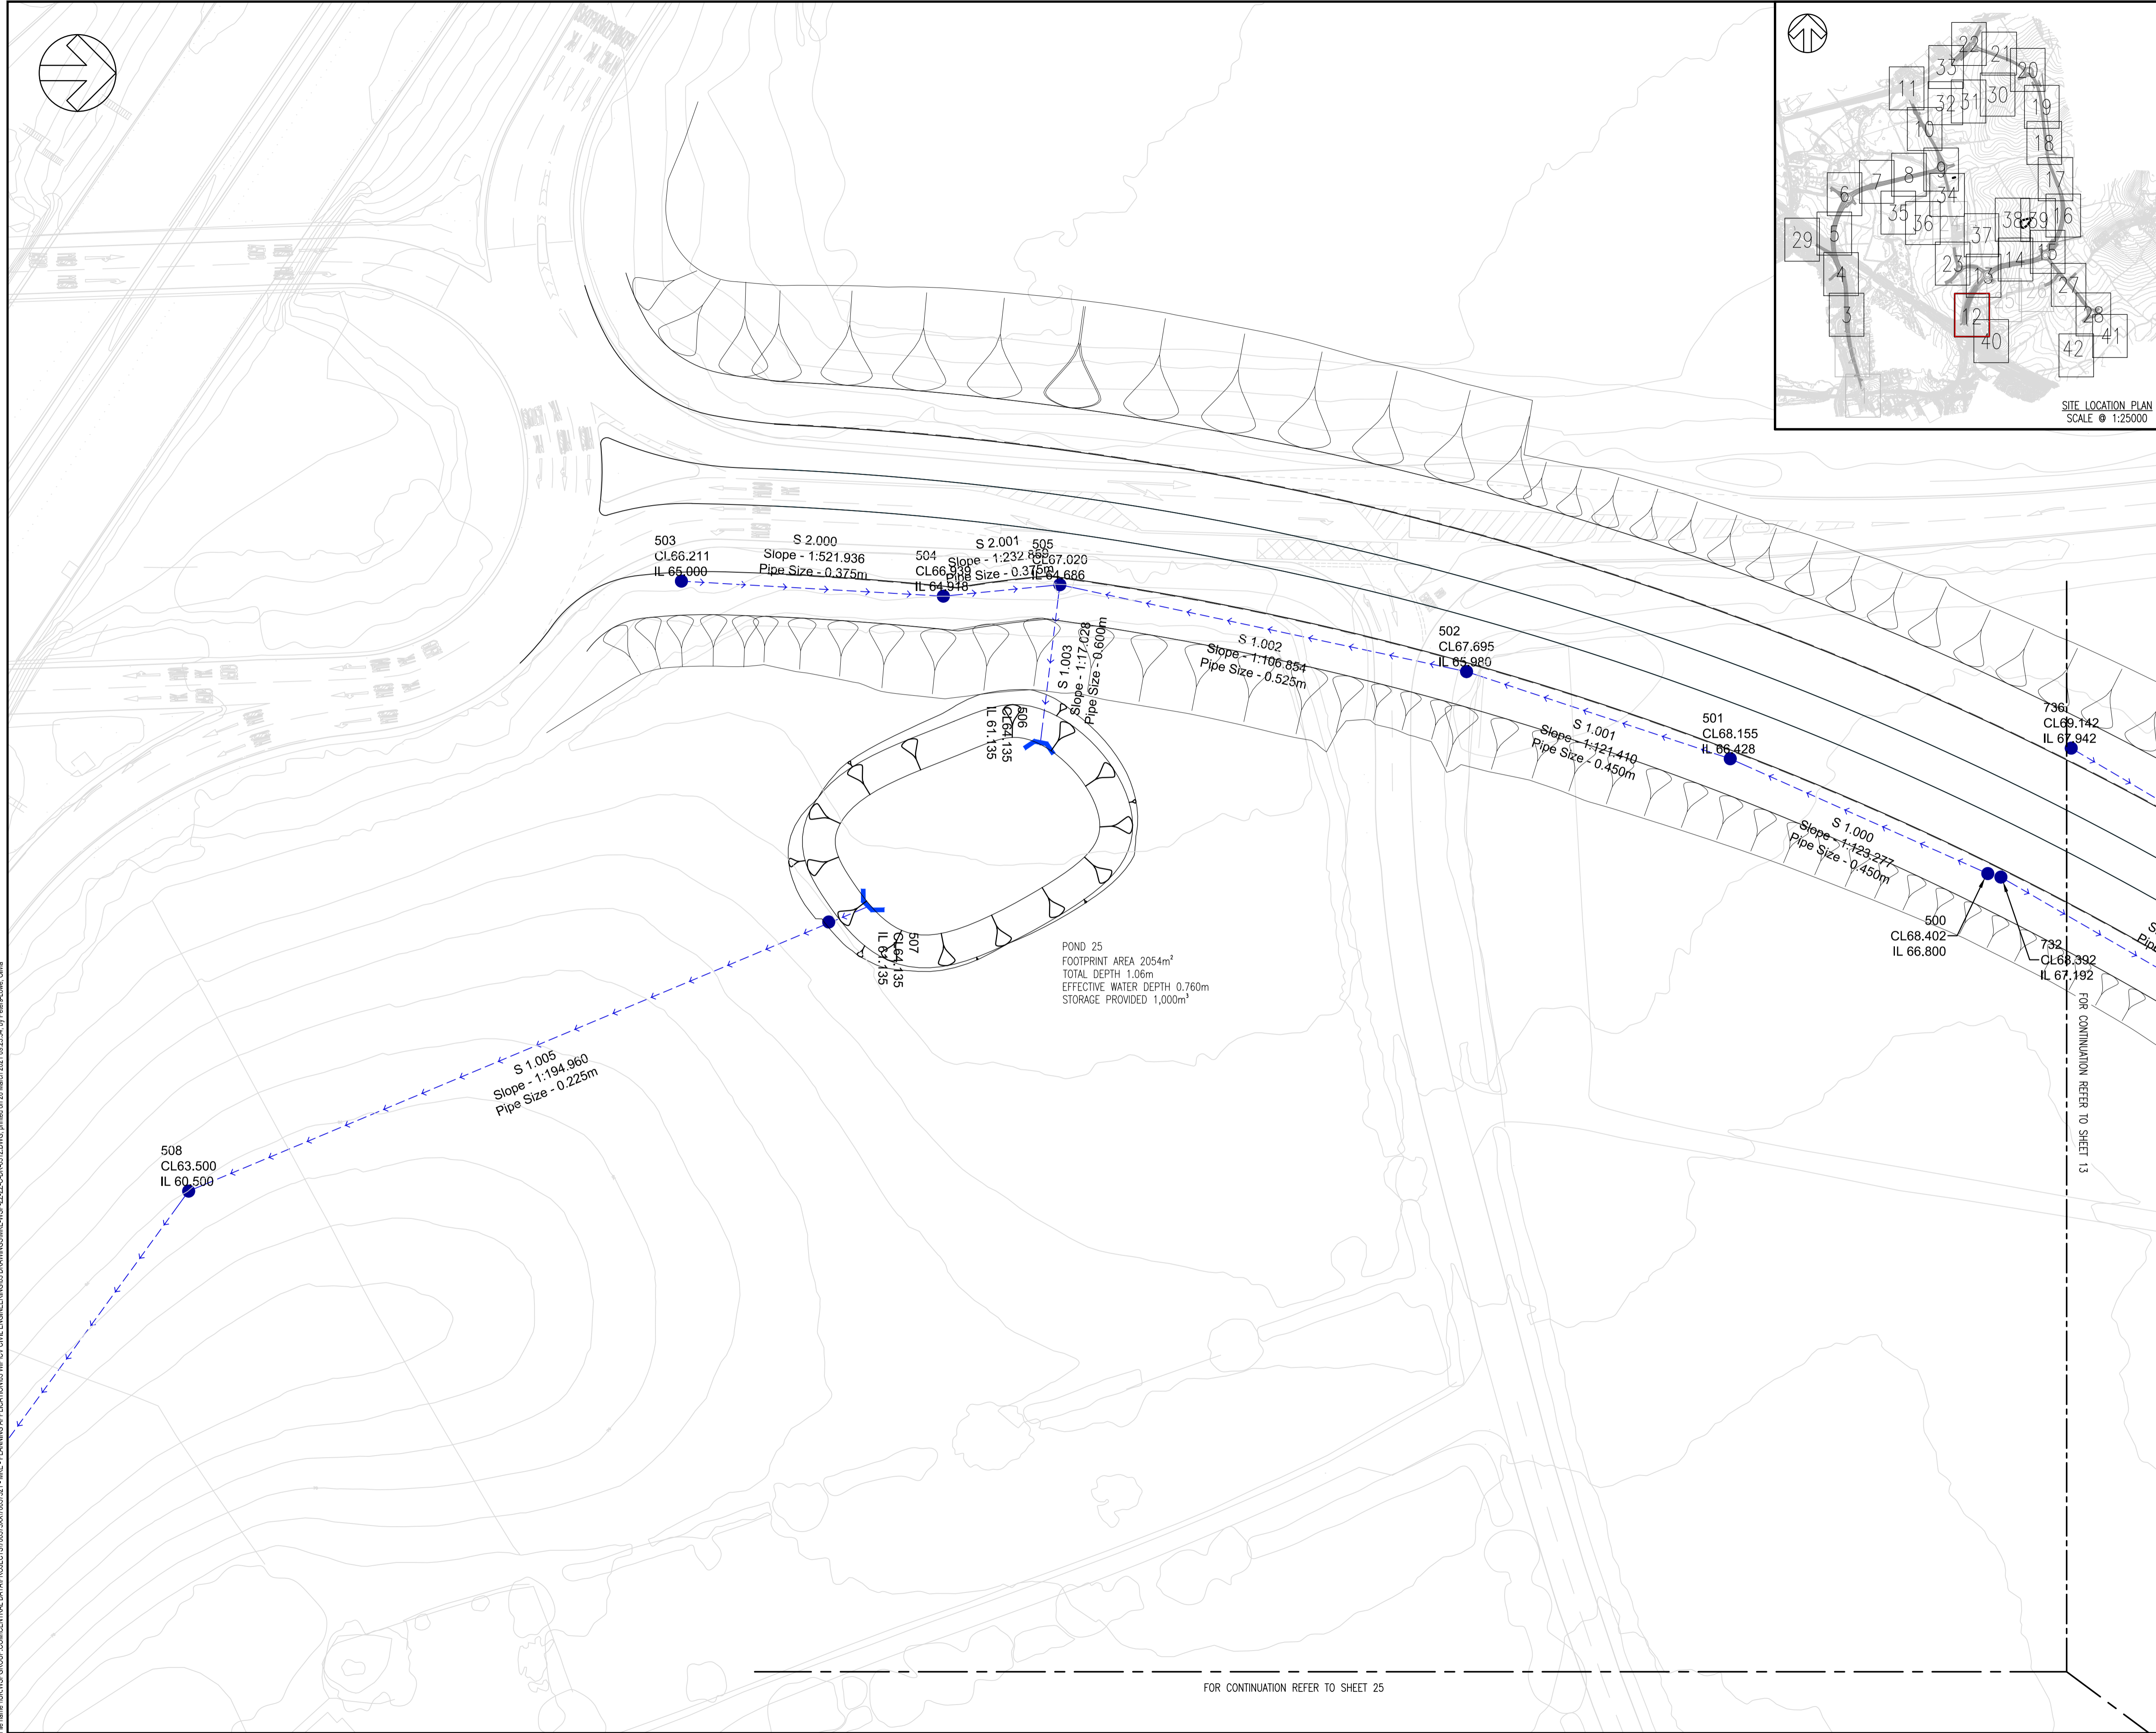 22
21
33
20
11
32
31
30
19
10
18
9
17
8
7
6
34
16
35
38
39
36
29
5
37
15
23
14
4
13
27
25
26
3
12
28
41
40
42
SITE LOCATION PLAN
SCALE @ 1:25000
503
CL66.211
IL 65.000
S 2.000
Slope - 1:521.936
Pipe Size - 0.375m
504
CL66.939
IL 64.918
S 2.001
Slope - 1:232.859
Pipe Size - 0.375m
505
CL67.020
IL 64.686
S 1.003
Slope - 1:17.028
Pipe Size - 0.600m
S 1.002
Slope - 1:106.854
Pipe Size - 0.525m
502
CL67.695
IL 65.980
S 1.001
Slope - 1:121.410
Pipe Size - 0.450m
501
CL68.155
IL 66.428
736
CL69.142
IL 67.942
S 1.000
Slope - 1:123.277
Pipe Size - 0.450m
500
CL68.402
IL 66.800
732
CL68.392
IL 67.192
506
CL64.135
IL 61.135
507
CL64.135
IL 61.135
POND 25
FOOTPRINT AREA 2054m²
TOTAL DEPTH 1.06m
EFFECTIVE WATER DEPTH 0.760m
STORAGE PROVIDED 1,000m³
S 1.005
Slope - 1:194.960
Pipe Size - 0.225m
508
CL63.500
IL 60.500
FOR CONTINUATION REFER TO SHEET 13
FOR CONTINUATION REFER TO SHEET 25